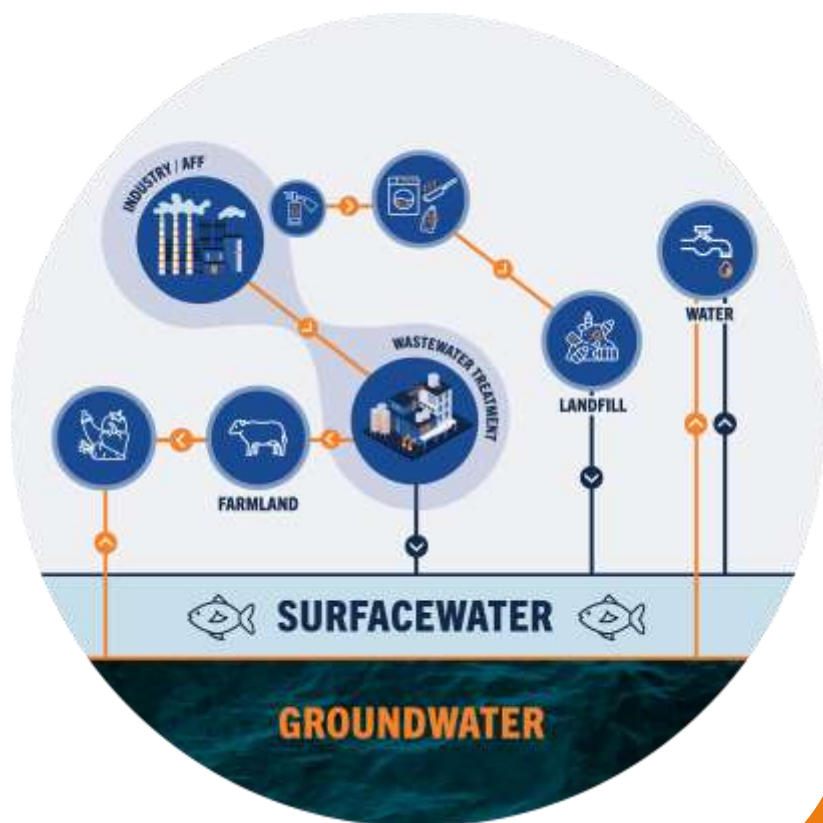 INDUSTRY / AFF
WATER
WASTEWATER TREATMENT
LANDFILL
FARMLAND
SURFACEWATER
GROUNDWATER